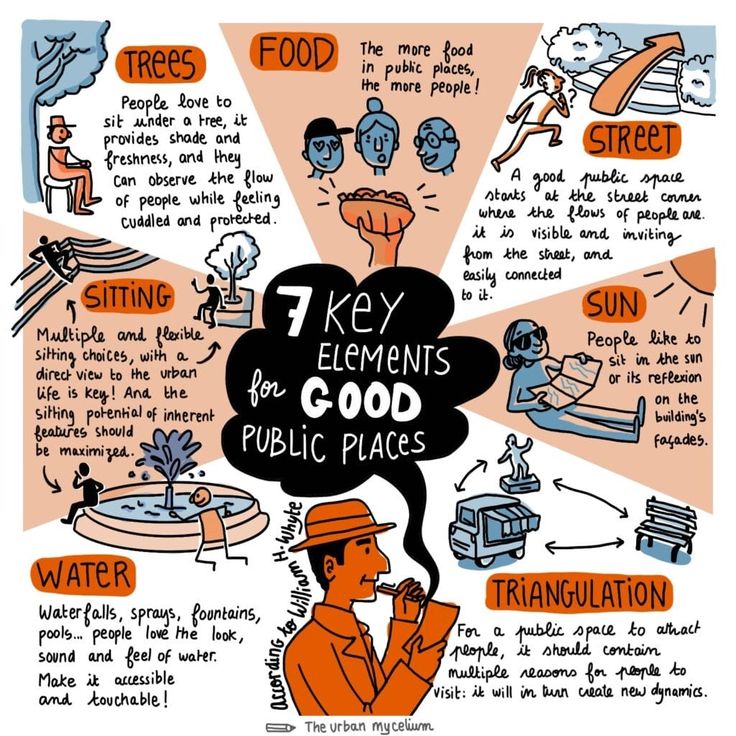 TREES
People love to
sit under a tree, it
provides shade and
freshness, and they
can observe the flow
of people while feeling
cuddled and protected.
FOOD
The more food
in public places,
the more people!
STREET
A good public space
starts at the street corner
where the flows of people are.
it is visible and inviting
from the street, and
easily connected
to it.
SITTING
Multiple and flexible
sitting choices, with a
direct view to the urban
life is key! And the
sitting potential of inherent
features should
be maximized.
7 KEY
ELEMENTS
for GOOD
PUBLIC PLACES
SUN
People like to
sit in the sun
or its reflexion
on the
building's
façades.
WATER
Waterfalls, sprays, fountains,
pools... people love the look,
sound and feel of water.
Make it accessible
and touchable!
According to William H. Whyte
TRIANGULATION
For a public space to attract
people, it should contain
multiple reasons for people to
visit: it will in turn create new dynamics.
The urban mycelium